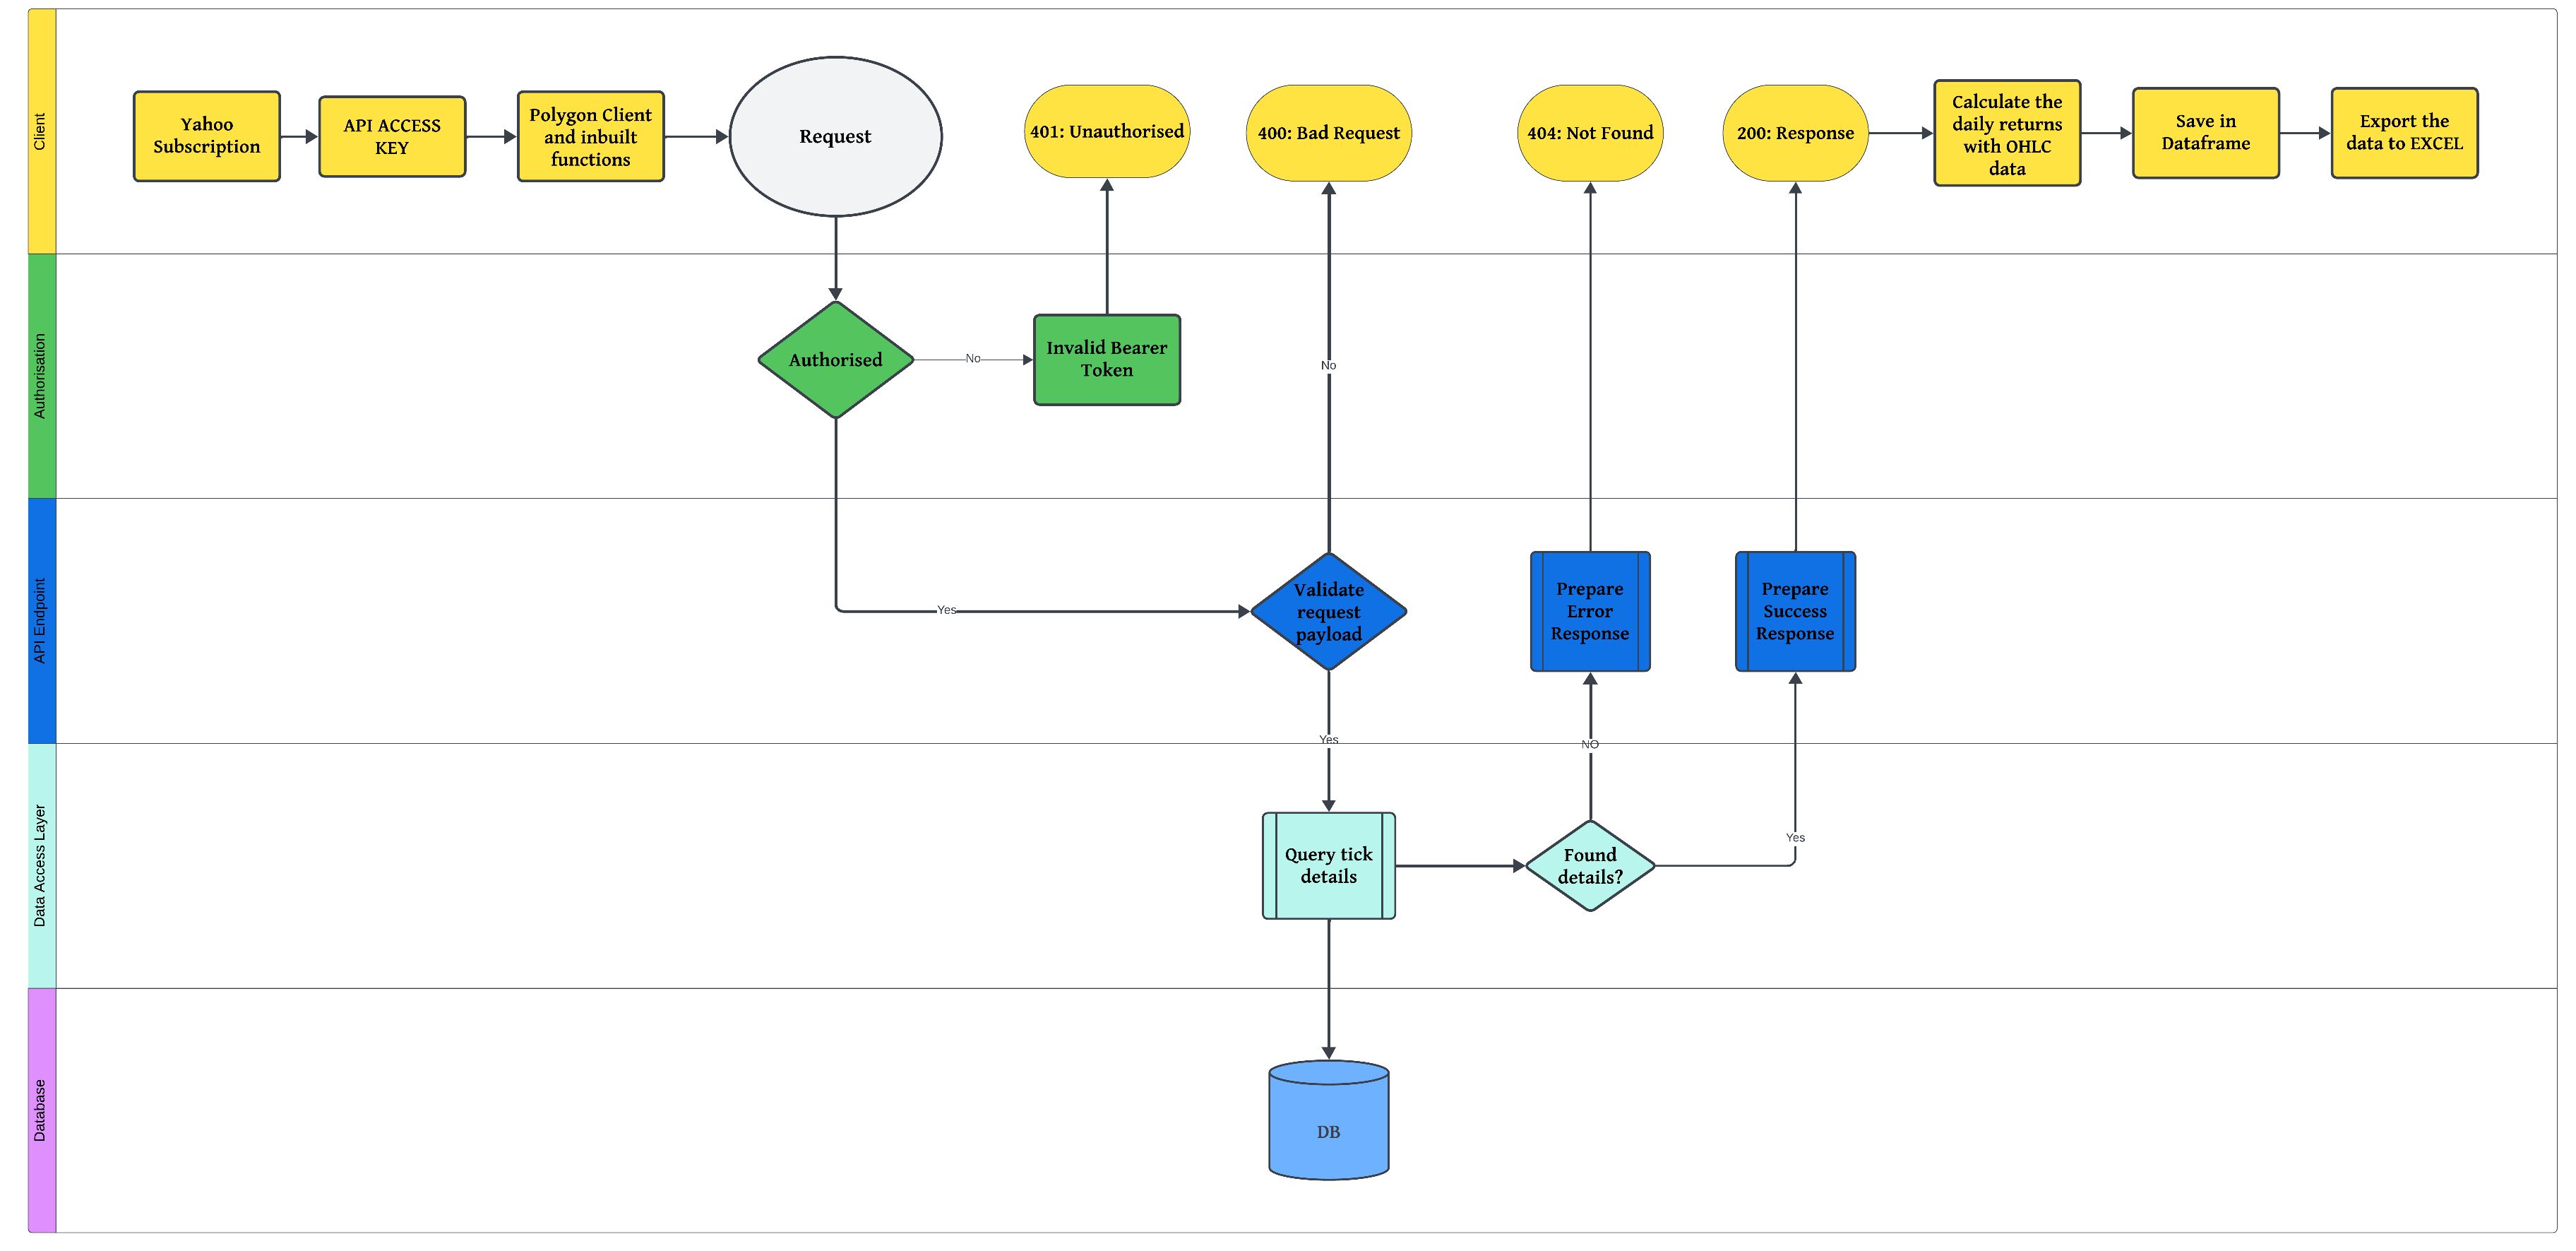 Client
Yahoo
Subscription
API ACCESS
KEY
Polygon Client
and inbuilt
functions
Request
401: Unauthorised
400: Bad Request
404: Not Found
200: Response
Calculate the
daily returns
with OHLC
data
Save in
Dataframe
Export the
data to EXCEL
Authorisation
Authorised
No
Invalid Bearer
Token
No
API Endpoint
Yes
Validate
request
payload
Prepare
Error
Response
Prepare
Success
Response
Yes
NO
Data Access Layer
Query tick
details
Found
details?
Yes
Database
DB